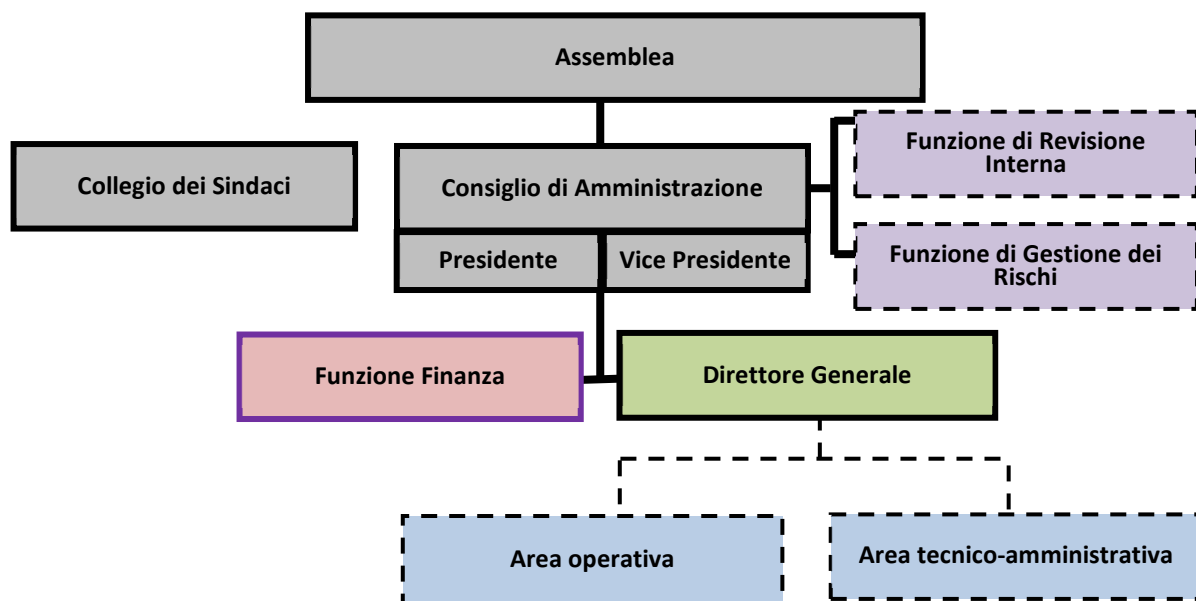 Assemblea
Funzione di Revisione
Interna
Collegio dei Sindaci
Consiglio di Amministrazione
Presidente
Vice Presidente
Funzione di Gestione dei
Rischi
Funzione Finanza
Direttore Generale
Area operativa
Area tecnico-amministrativa